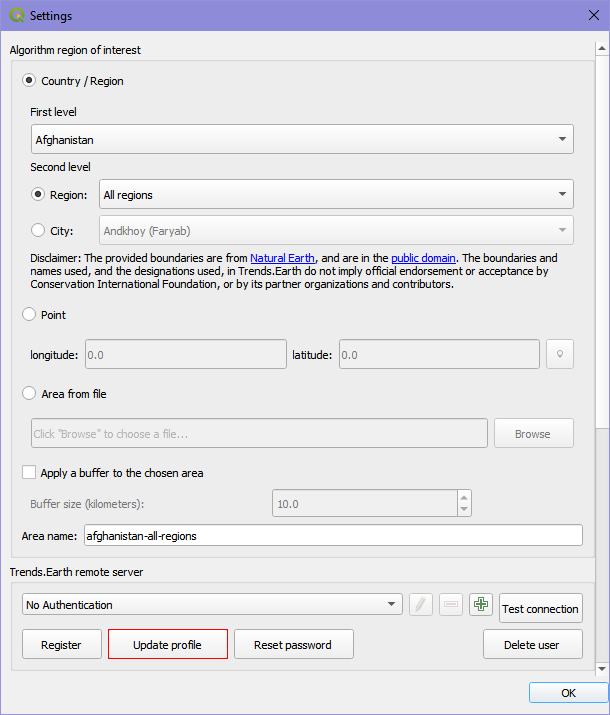 Settings
Algorithm region of interest
Country / Region
First level
Afghanistan
Second level
Region: All regions
City: Andkhoy (Faryab)
Disclaimer: The provided boundaries are from Natural Earth, and are in the public domain. The boundaries and
names used, and the designations used, in Trends.Earth do not imply official endorsement or acceptance by
Conservation International Foundation, or by its partner organizations and contributors.
Point
longitude: 0.0 latitude: 0.0
Area from file
Click "Browse" to choose a file... Browse
Apply a buffer to the chosen area
Buffer size (kilometers): 10.0
Area name: afghanistan-all-regions
Trends.Earth remote server
No Authentication Test connection
Register Update profile Reset password Delete user
OK